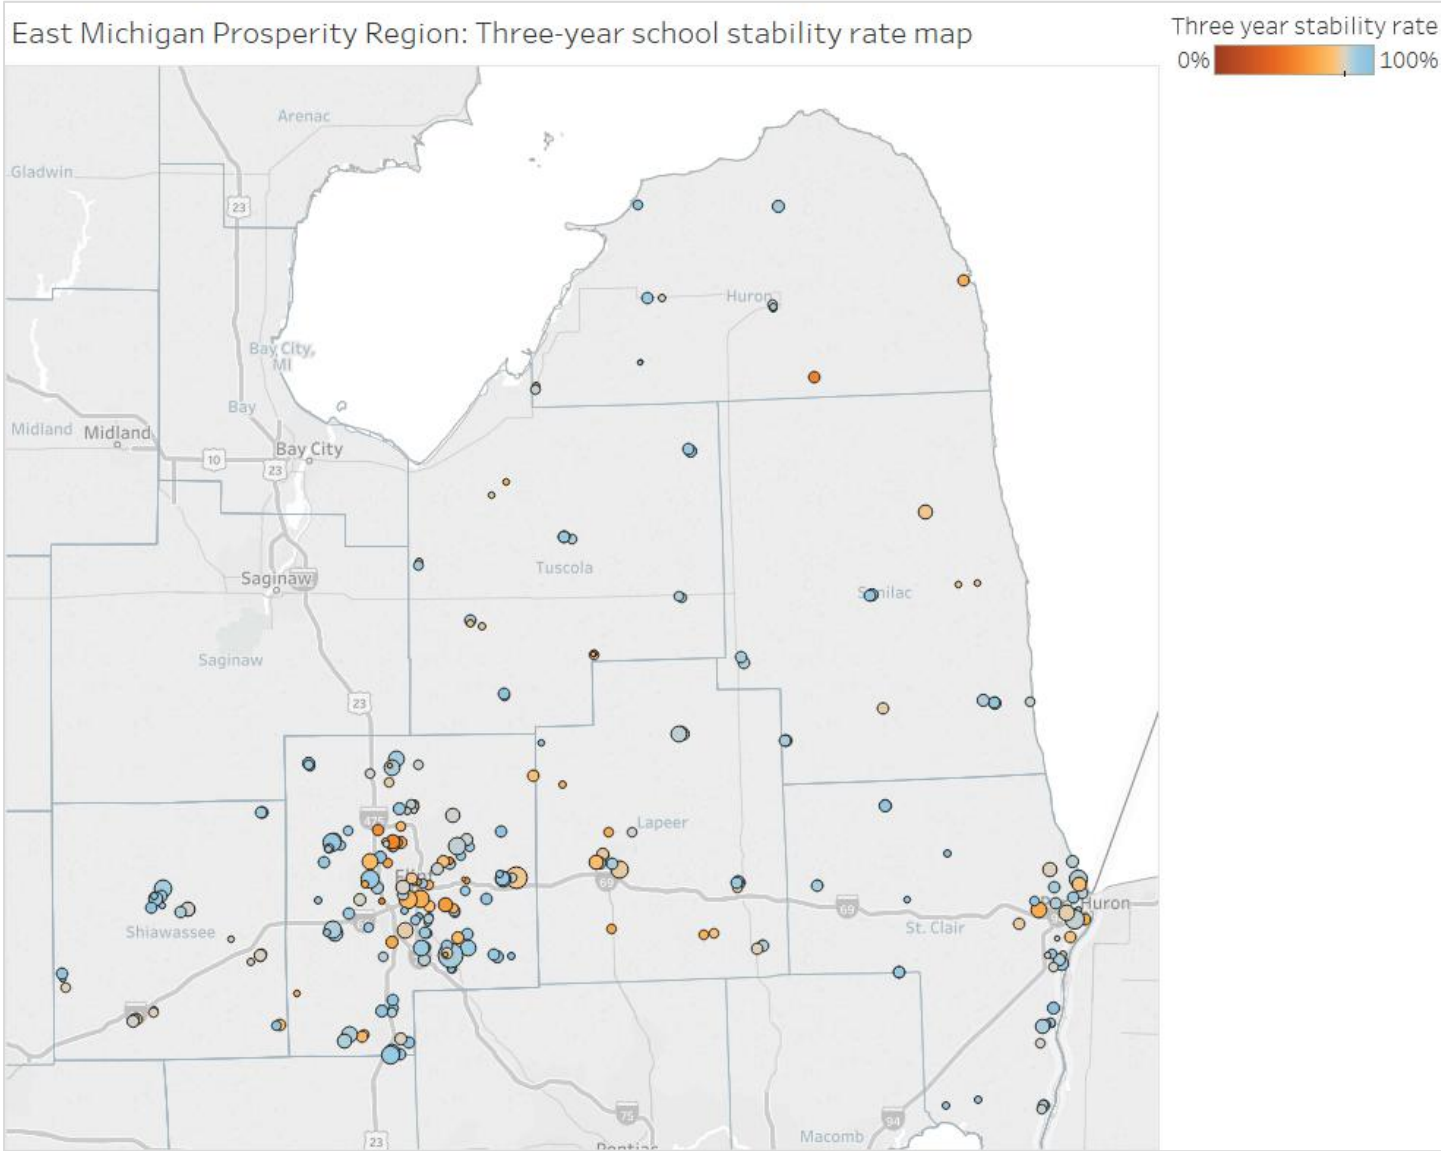 East Michigan Prosperity Region: Three-year school stability rate map
Three year stability rate
0% 100%
Arenac
Gladwin
23
Huron
Bay City,
MI
Bay
Midland
Midland
Bay City
10
23
Tuscola
Saginaw
Sanilac
Saginaw
23
475
Lapeer
Flint
69
Huron
69
St. Clair
Shiawassee
75
94
Macomb
23
Pontiac